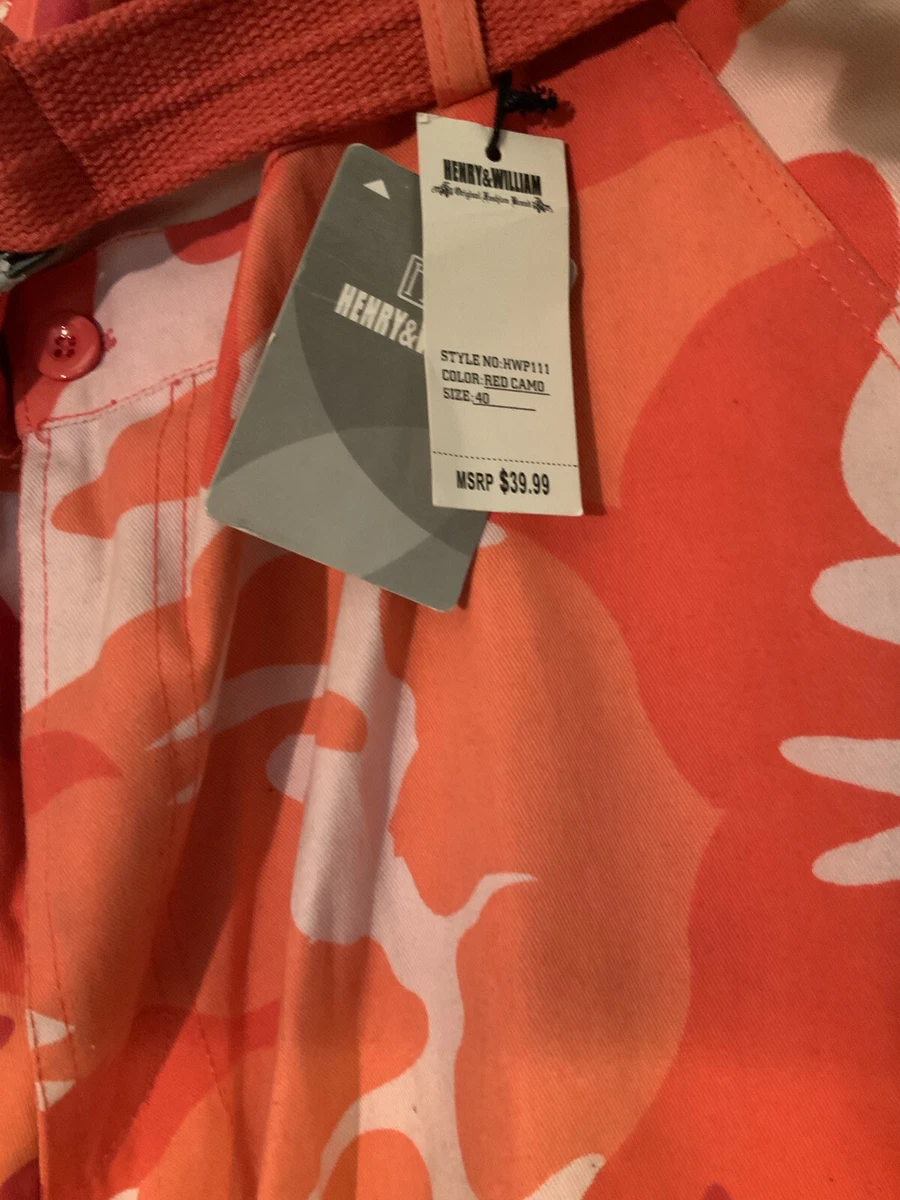 HENRY&WILLIAM
Original Fashion Brand
HENRY&
STYLE NO:HWP111
COLOR:RED CAMO
SIZE:40
MSRP $39.99